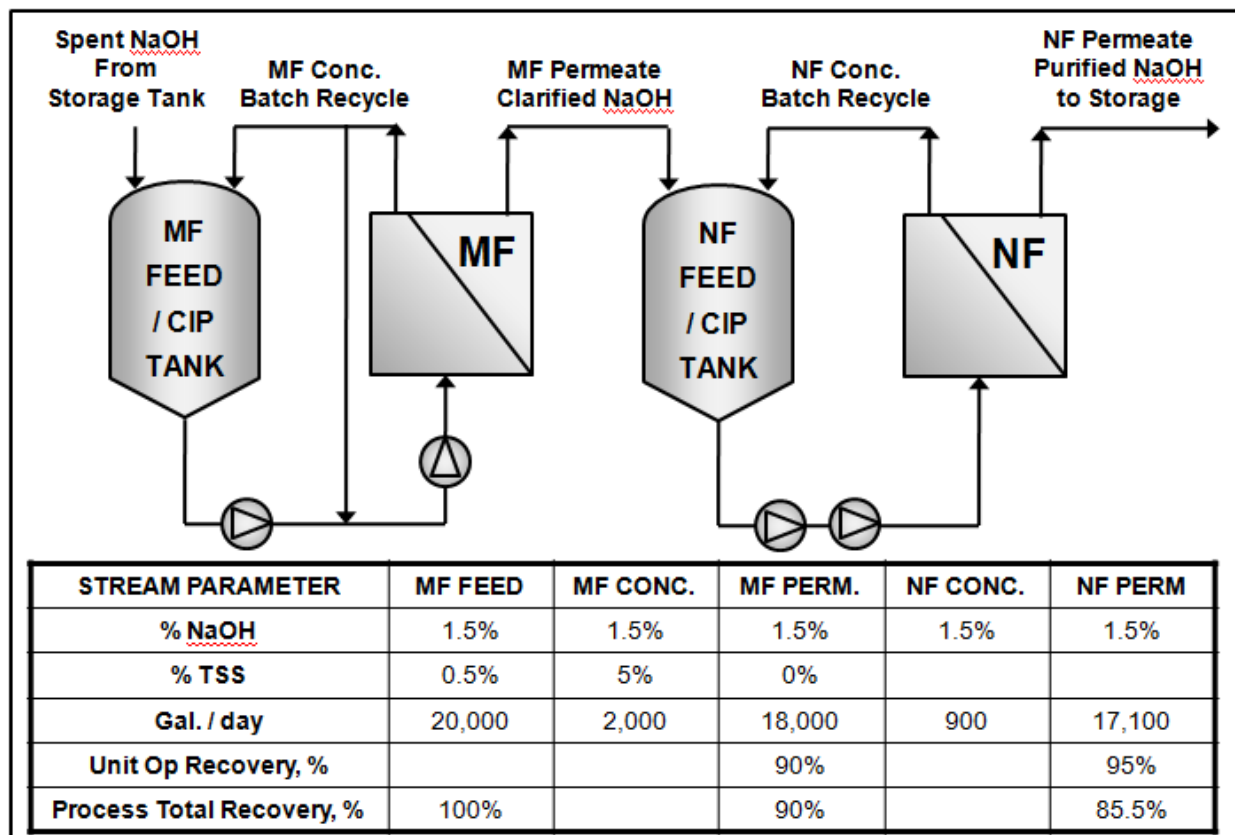 Spent NaOH
From
Storage Tank
MF Conc.
Batch Recycle
MF Permeate
Clarified NaOH
NF Conc.
Batch Recycle
NF Permeate
Purified NaOH
to Storage
MF
FEED
/ CIP
TANK
MF
NF
FEED
/ CIP
TANK
NF
STREAM PARAMETER MF FEED MF CONC. MF PERM. NF CONC. NF PERM
% NaOH 1.5% 1.5% 1.5% 1.5% 1.5%
% TSS 0.5% 5% 0%
Gal. / day 20,000 2,000 18,000 900 17,100
Unit Op Recovery, % 90% 95%
Process Total Recovery, % 100% 90% 85.5%